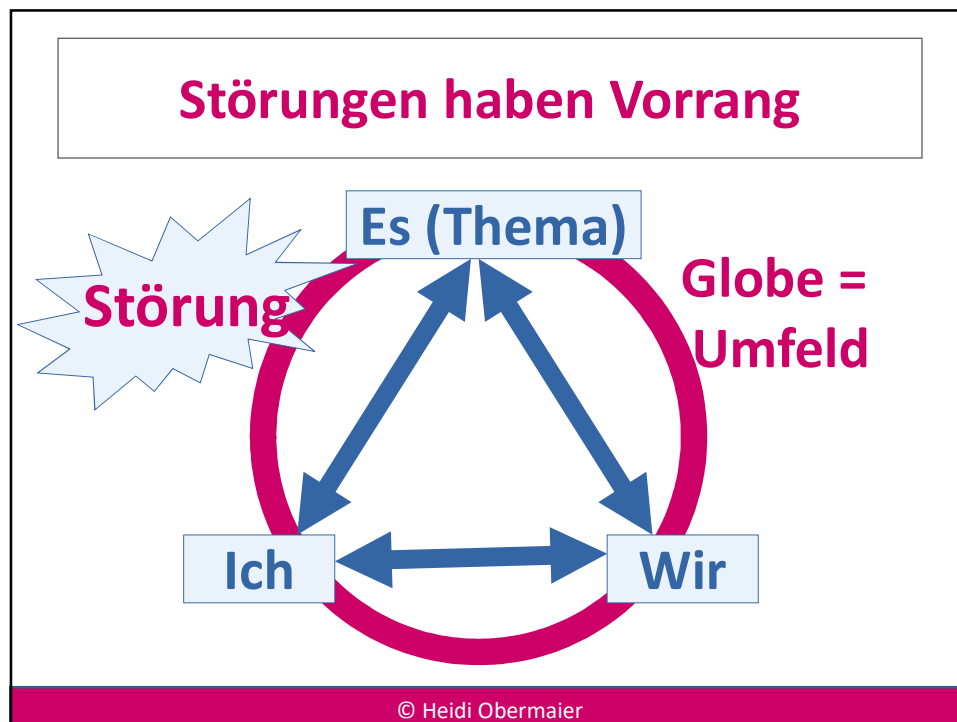 Störungen haben Vorrang
Es (Thema)
Störung
Globe =
Umfeld
Ich
Wir
© Heidi Obermaier